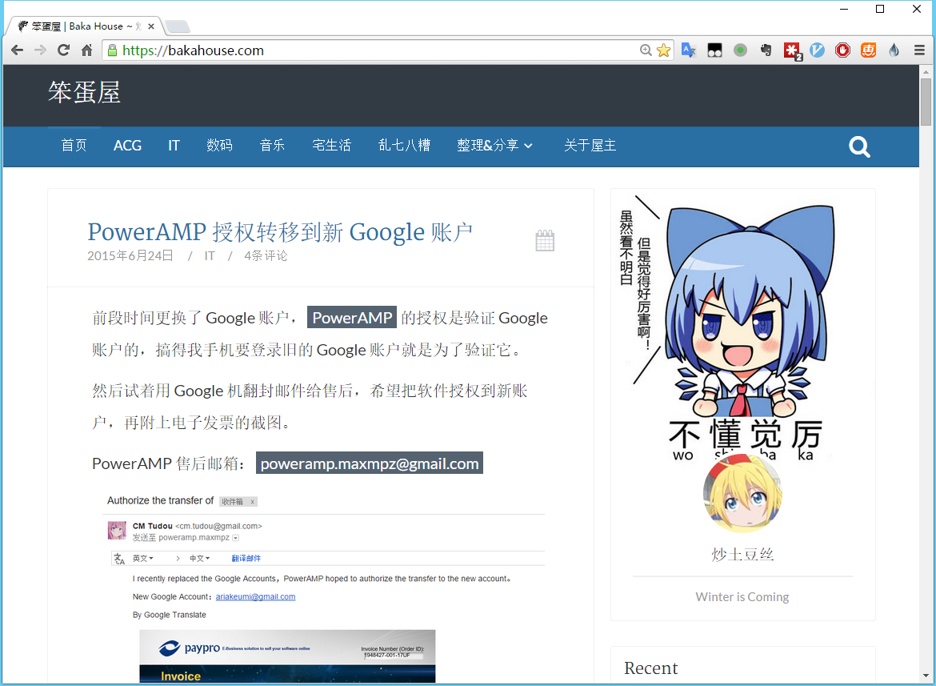 笨蛋屋 | Baka House ~
https://bakahouse.com
2
笨蛋屋
首页 ACG IT 数码 音乐 宅生活 乱七八糟 整理&分享 关于屋主
PowerAMP 授权转移到新 Google 账户
2015年6月24日 / IT / 4条评论
前段时间更换了 Google 账户， PowerAMP 的授权是验证 Google
账户的，搞得我手机要登录旧的 Google 账户就是为了验证它。
然后试着用 Google 机翻封邮件给售后，希望把软件授权到新账
户，再附上电子发票的截图。
PowerAMP 售后邮箱： poweramp.maxmpz@gmail.com
Authorize the transfer of 收件箱 x
CM Tudou <cm.tudou@gmail.com>
发送至 poweramp.maxmpz
英文 > 中文 翻译邮件
I recently replaced the Google Accounts，PowerAMP hoped to authorize the transfer to the new account。
New Google Account：ariakeumi@gmail.com
By Google Translate
paypro E-Business solution to sell your software online
Invoice Number (Order ID):
1948427-001-17UF
Invoice
虽然看不明白
但是觉得好厉害啊！
不懂觉厉
wo shi ba ka
炒土豆丝
Winter is Coming
Recent